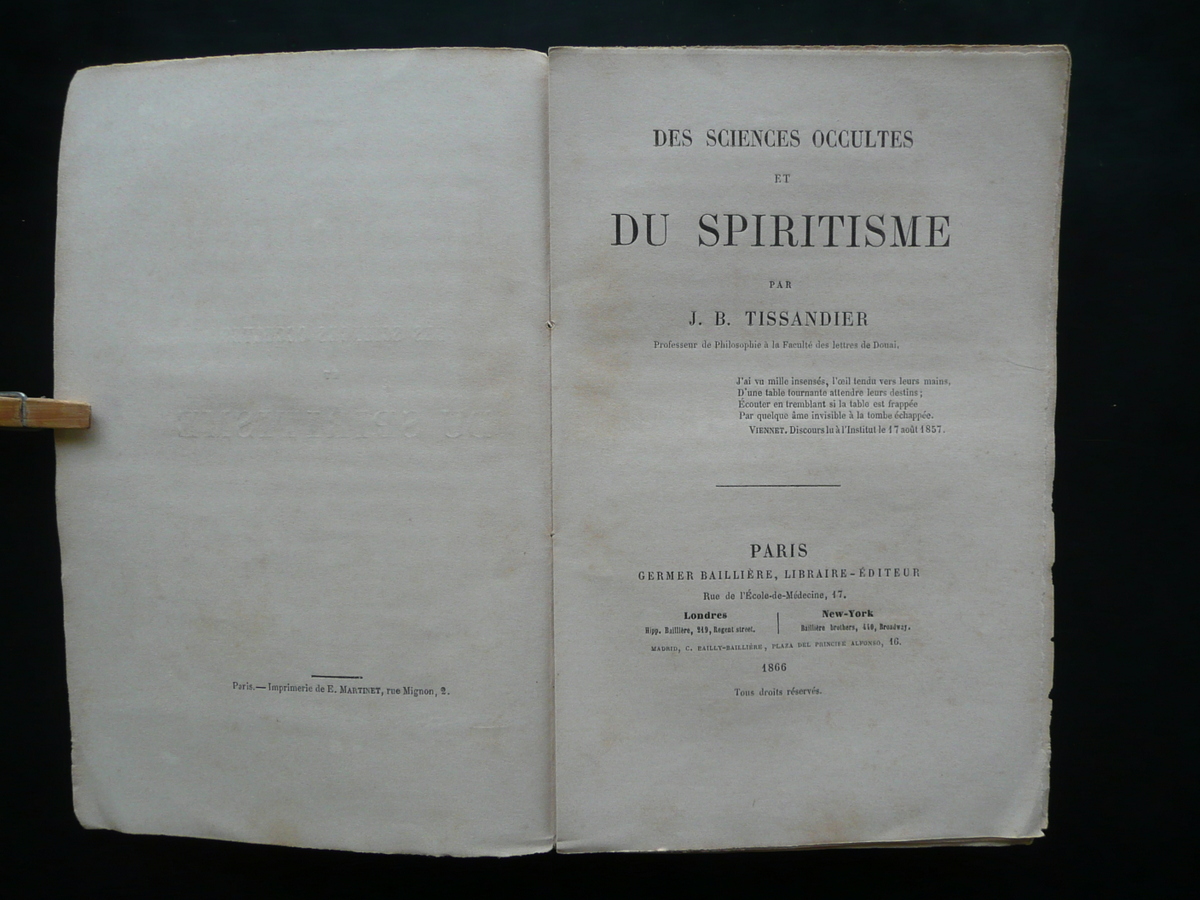 Paris.— Imprimerie de E. MARTINET, rue Mignon, 2.
DES SCIENCES OCCULTES
ET
DU SPIRITISME
PAR
J. B. TISSANDIER
Professeur de Philosophie à la Faculté des lettres de Douai.
J'ai vu mille insensés, l'œil tendu vers leurs mains,
D'une table tournante attendre leurs destins ;
Écouter en tremblant si la table est frappée
Par quelque âme invisible à la tombe échappée.
VIENNET. Discours lu à l'Institut le 17 août 1857.
PARIS
GERMER BAILLIÈRE, LIBRAIRE-ÉDITEUR
Rue de l'École-de-Médecine, 17.
Londres
Hipp. Baillière, 219, Regent street.
New-York
Baillière brothers, 440, Broadway.
MADRID, C. BAILLY-BAILLIÈRE, PLAZA DEL PRINCIPE ALFONSO, 16.
1866
Tous droits réservés.